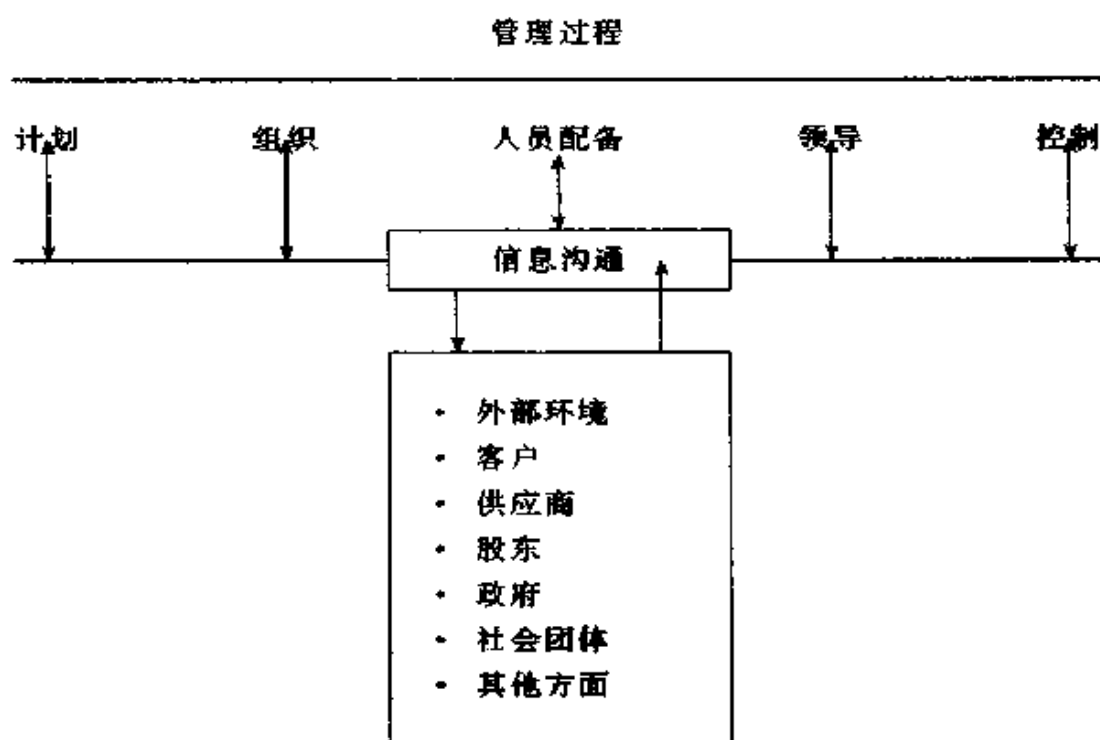 管理过程
计划 组织 人员配备 领导 控制
信息沟通
• 外部环境
• 客户
• 供应商
• 股东
• 政府
• 社会团体
• 其他方面